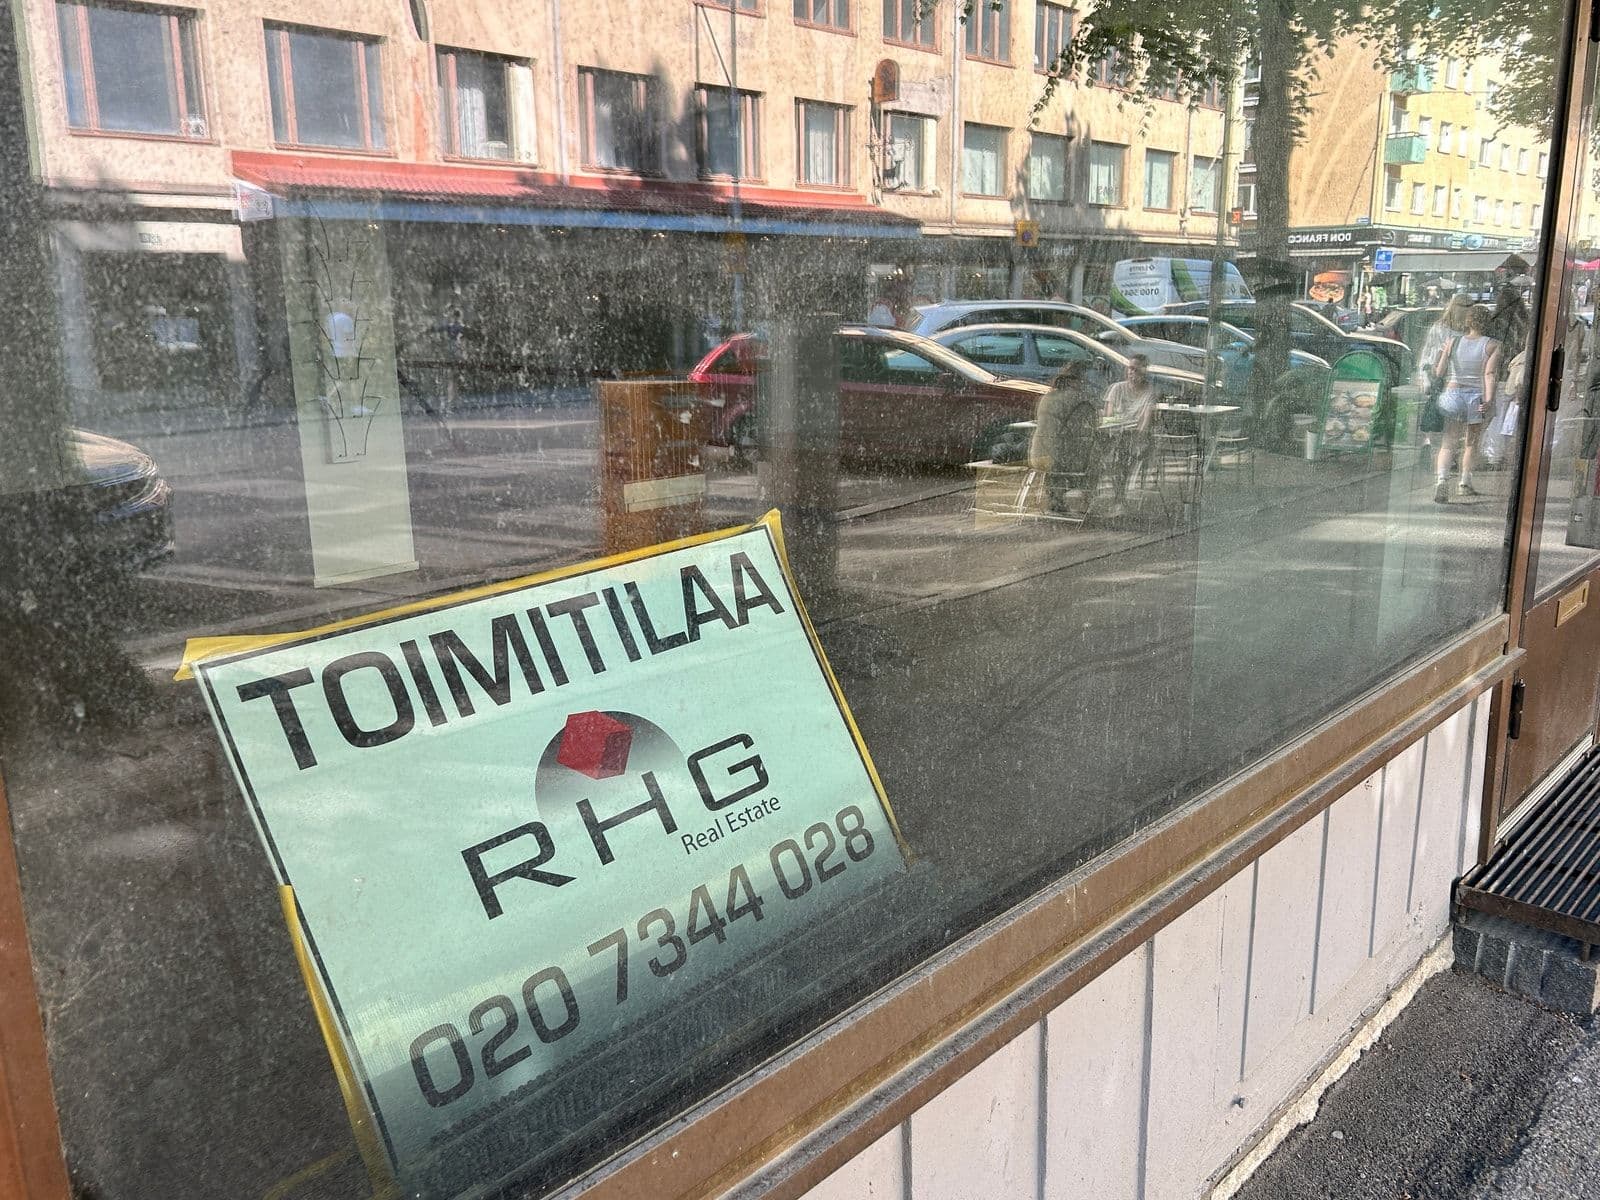 TOIMITILAA
RHG
Real Estate
020 7344 028
DON FRANCO